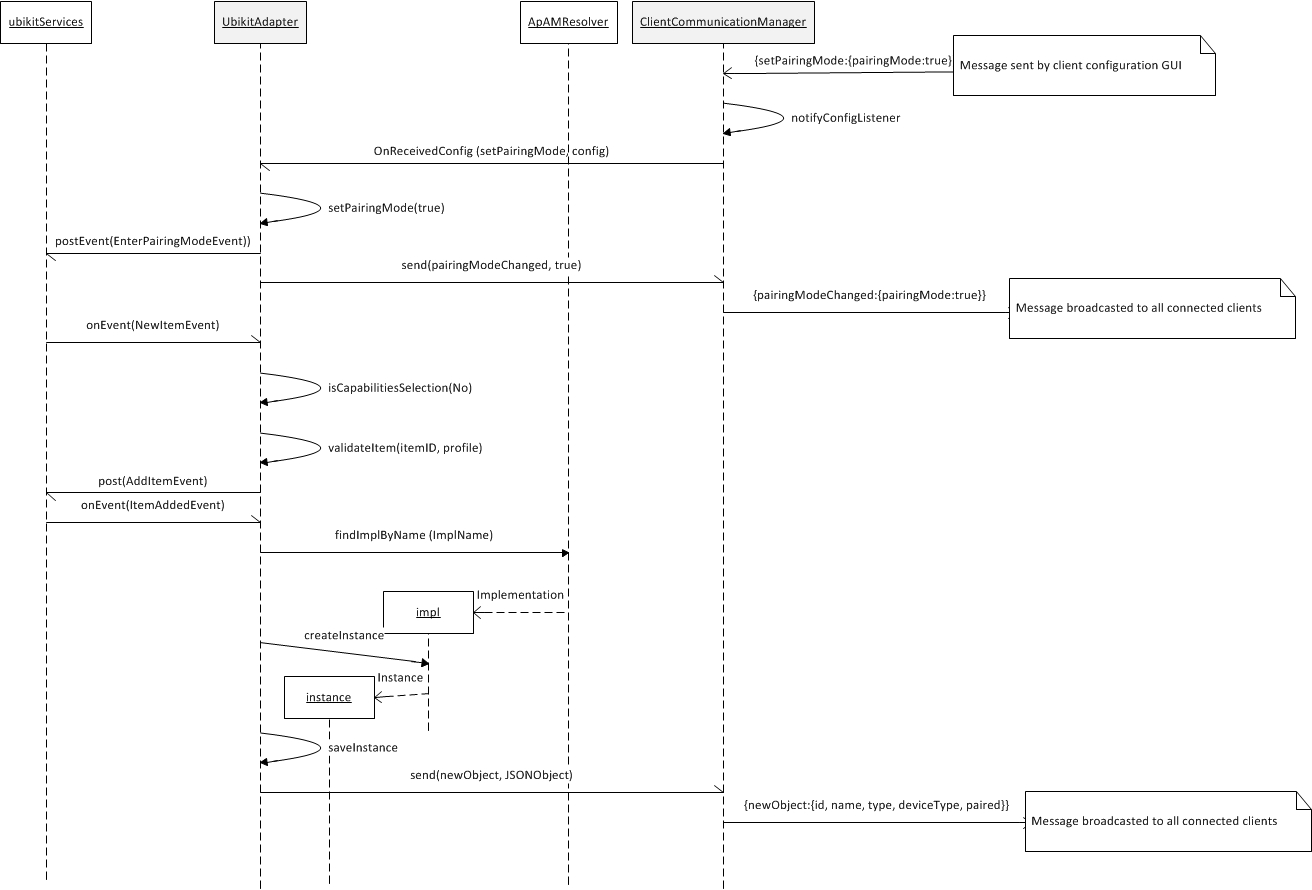 ubikitServices
UbikitAdapter
ApAMResolver
ClientCommunicationManager
{setPairingMode:{pairingMode:true}
Message sent by client configuration GUI
notifyConfigListener
OnReceivedConfig (setPairingMode, config)
setPairingMode(true)
postEvent(EnterPairingModeEvent))
send(pairingModeChanged, true)
{pairingModeChanged:{pairingMode:true}}
Message broadcasted to all connected clients
onEvent(NewItemEvent)
isCapabilitiesSelection(No)
validateItem(itemID, profile)
post(AddItemEvent)
onEvent(ItemAddedEvent)
findImplByName (ImplName)
Implementation
impl
createInstance
Instance
instance
saveInstance
send(newObject, JSONObject)
{newObject:{id, name, type, deviceType, paired}}
Message broadcasted to all connected clients